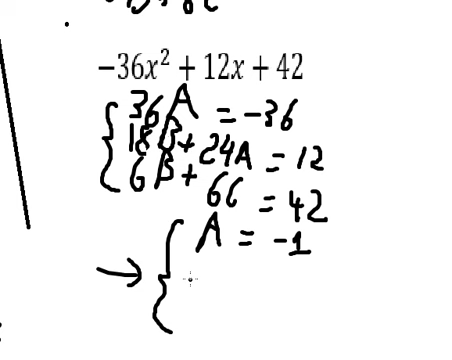 −36x² + 12x + 42
36A = -36
18B + 24A = 12
6B + 6C = 42
→ { A = -1